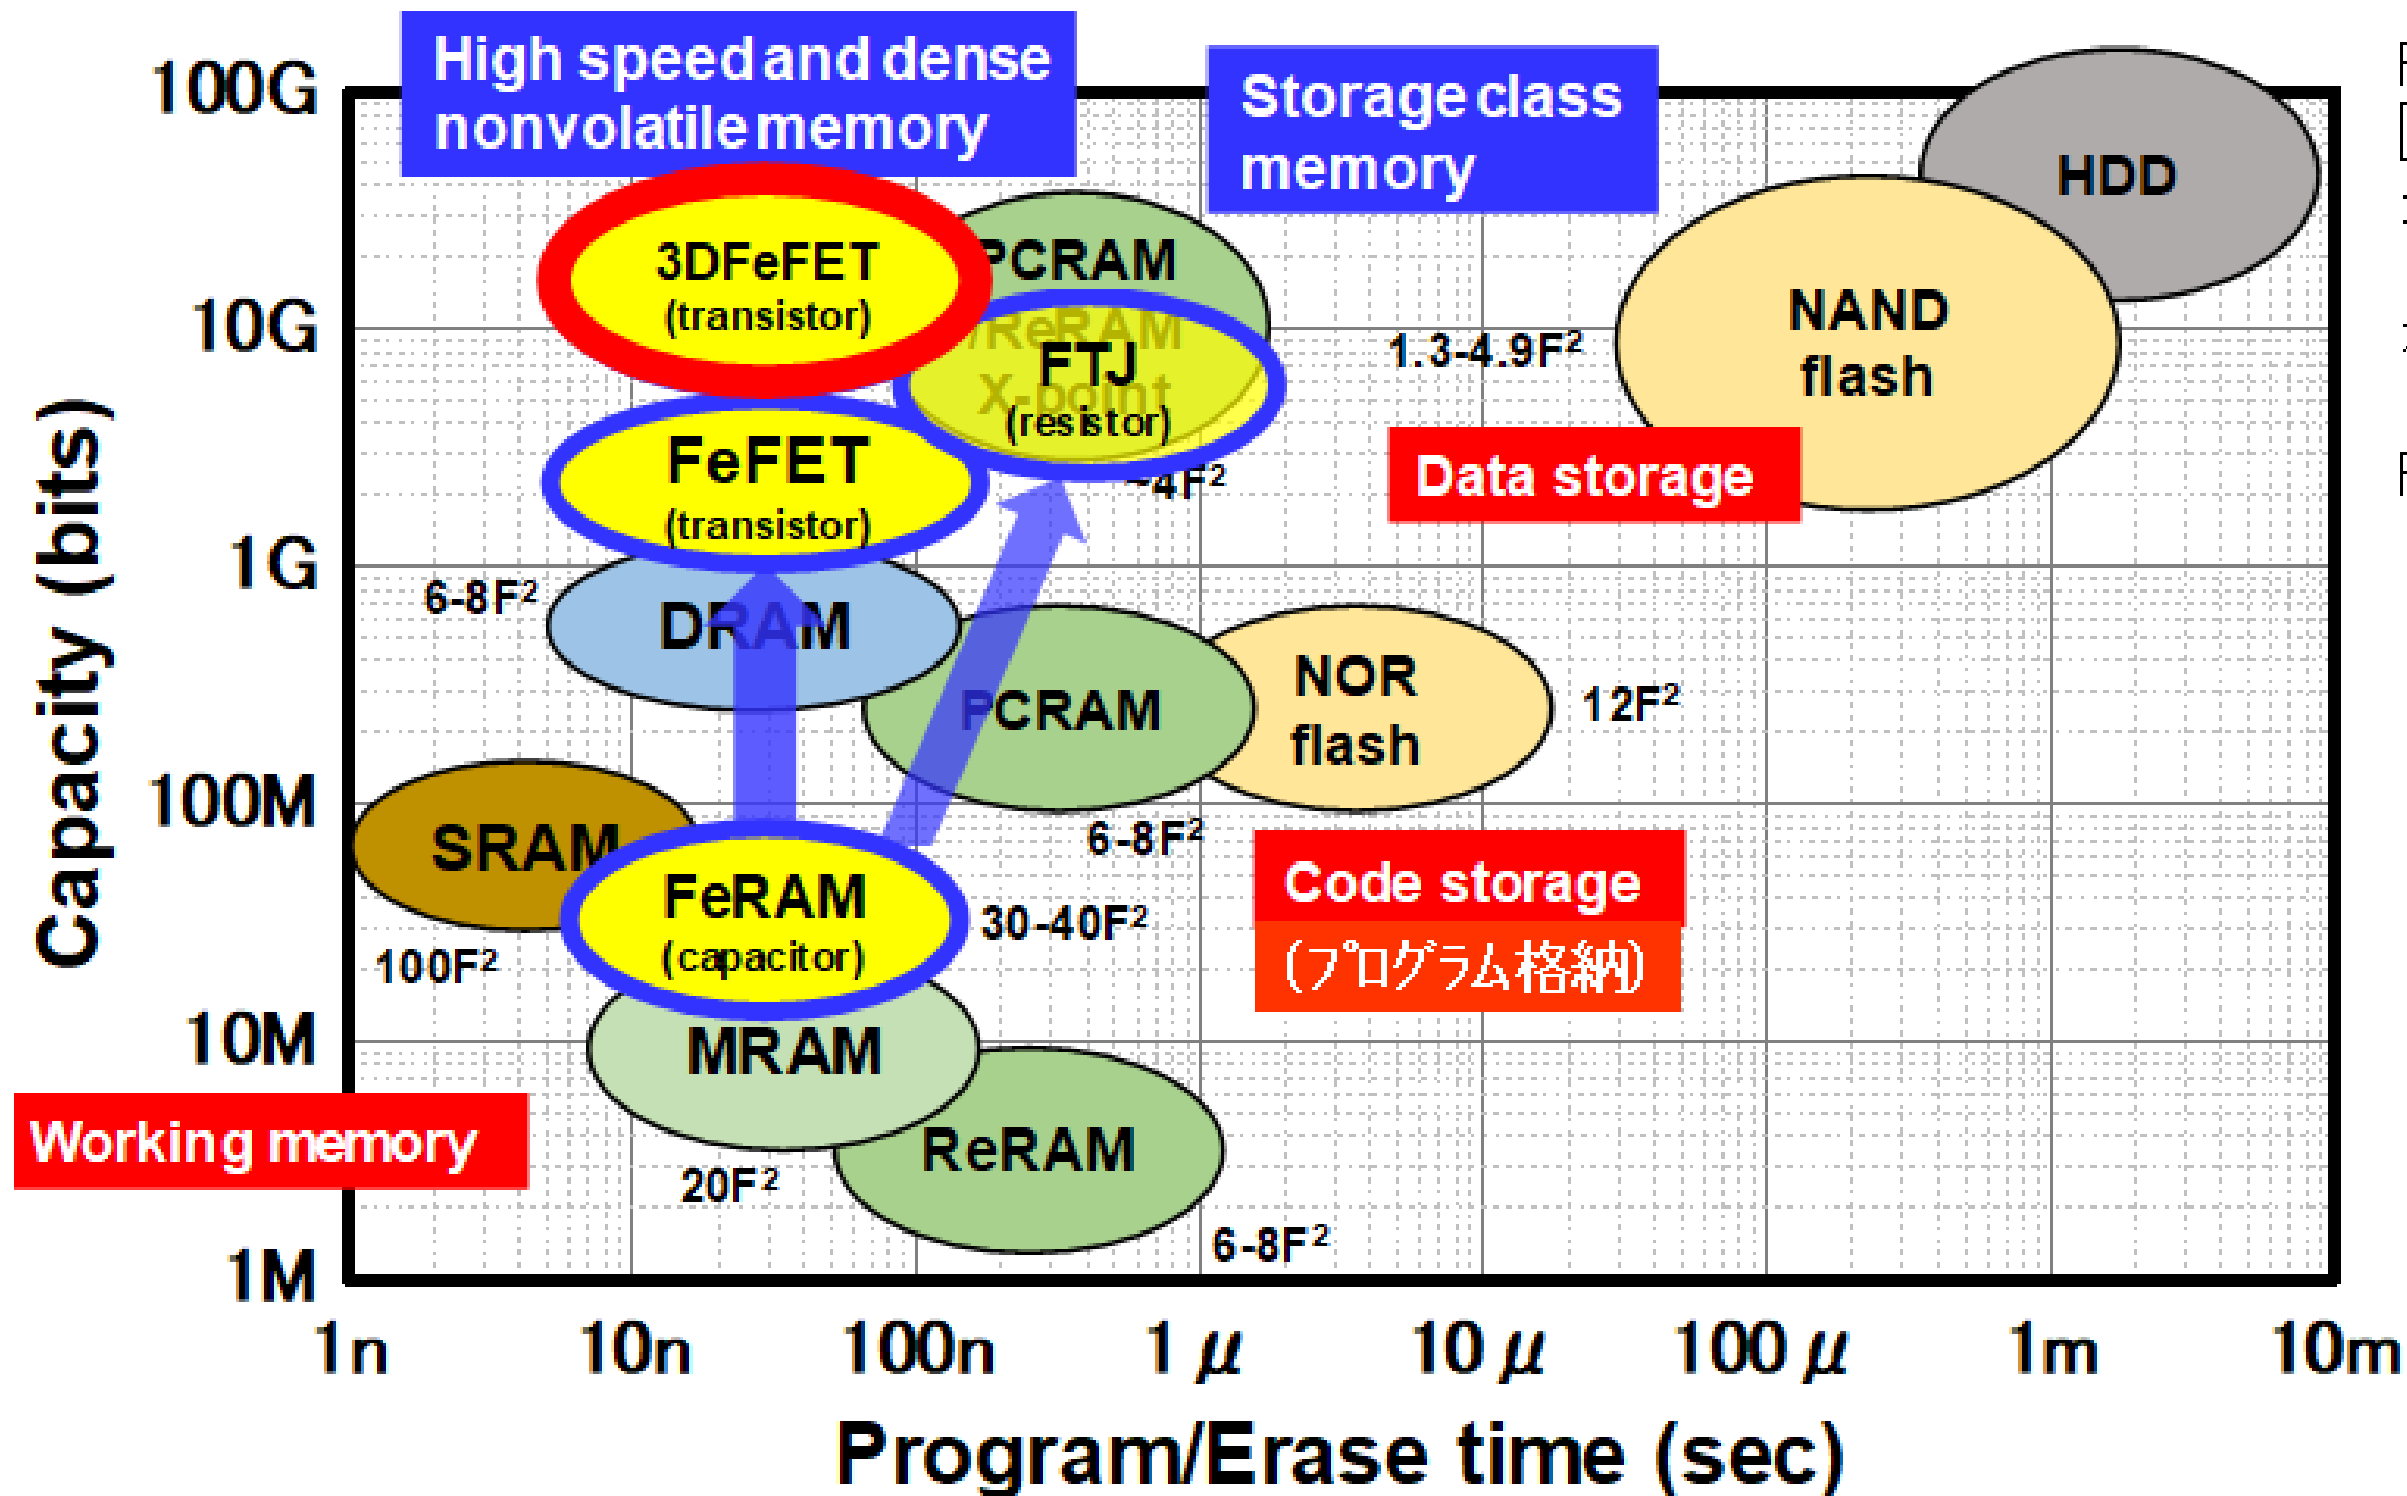 High speed and dense
nonvolatile memory
Storage class
memory
100G
10G
1G
100M
10M
1M
Capacity (bits)
HDD
3DFeFET
(transistor)
PCRAM
/ReRAM
X-point
FTJ
(resistor)
~4F²
NAND
flash
1.3-4.9F²
Data storage
FeFET
(transistor)
6-8F²
DRAM
PCRAM
6-8F²
NOR
flash
12F²
SRAM
100F²
FeRAM
(capacitor)
30-40F²
Code storage
(プログラム格納)
MRAM
20F²
Working memory
ReRAM
6-8F²
1n
10n
100n
1μ
10μ
100μ
1m
10m
Program/Erase time (sec)